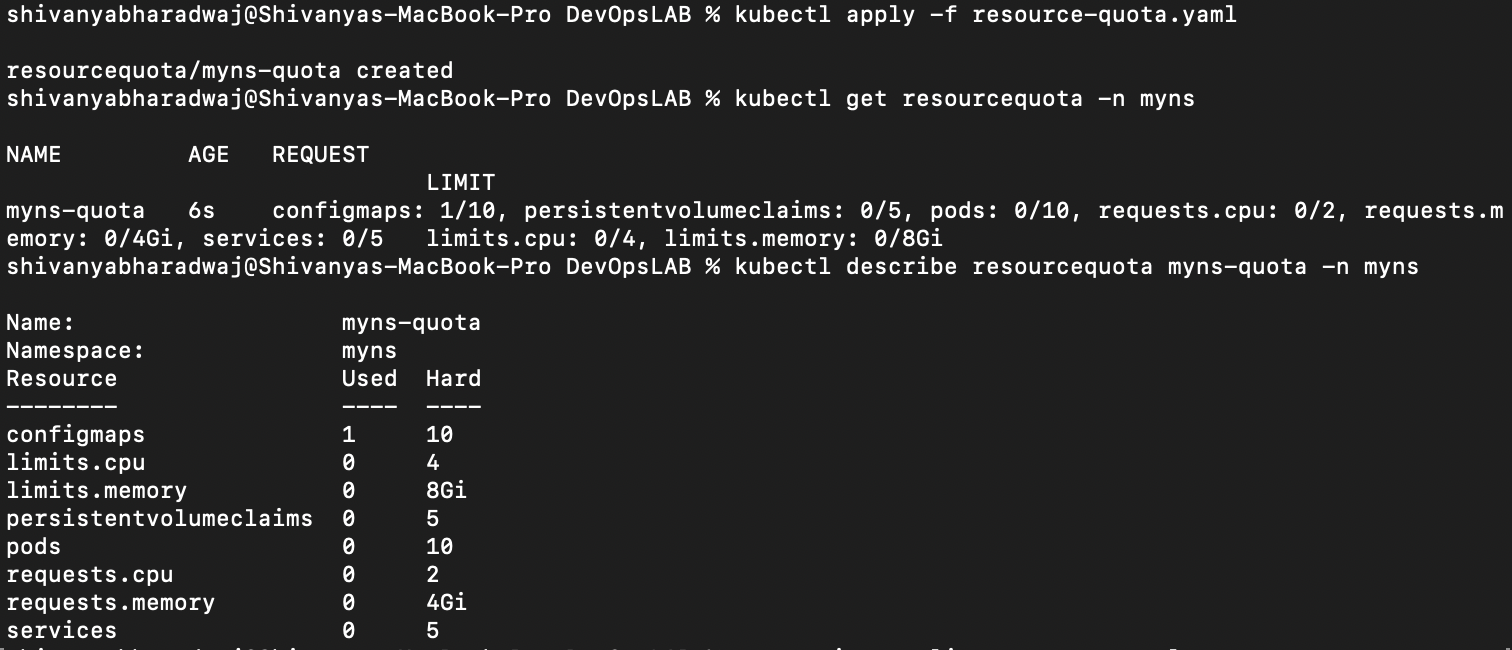 shivanyabharadwaj@Shivanyas-MacBook-Pro DevOpsLAB % kubectl apply -f resource-quota.yaml
resourcequota/myns-quota created
shivanyabharadwaj@Shivanyas-MacBook-Pro DevOpsLAB % kubectl get resourcequota -n myns
NAME         AGE   REQUEST
                              LIMIT
myns-quota   6s    configmaps: 1/10, persistentvolumeclaims: 0/5, pods: 0/10, requests.cpu: 0/2, requests.m
emory: 0/4Gi, services: 0/5   limits.cpu: 0/4, limits.memory: 0/8Gi
shivanyabharadwaj@Shivanyas-MacBook-Pro DevOpsLAB % kubectl describe resourcequota myns-quota -n myns
Name:                   myns-quota
Namespace:              myns
Resource                Used  Hard
--------                ----  ----
configmaps              1     10
limits.cpu              0     4
limits.memory           0     8Gi
persistentvolumeclaims  0     5
pods                    0     10
requests.cpu            0     2
requests.memory         0     4Gi
services                0     5